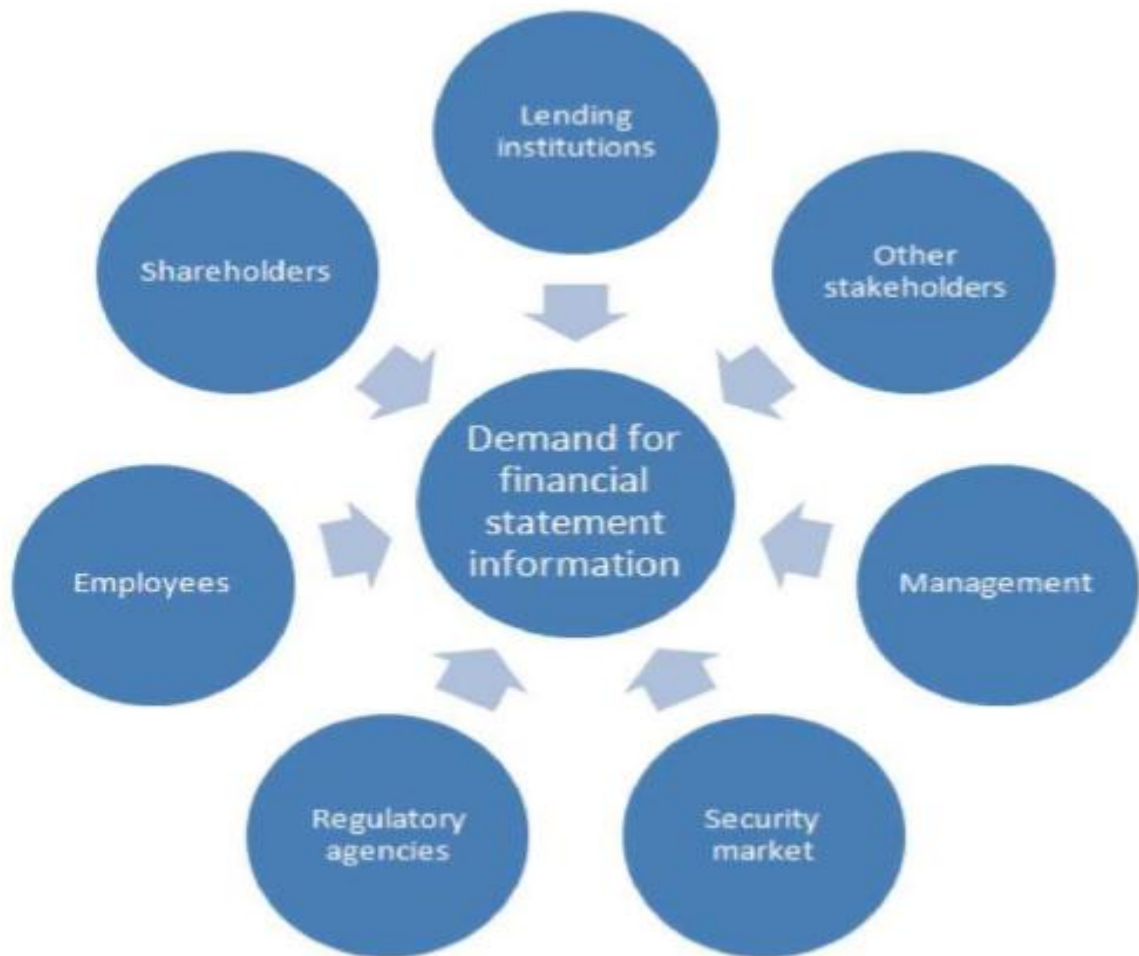 Lending
institutions
Other
stakeholders
Management
Security
market
Regulatory
agencies
Employees
Shareholders
Demand for
financial
statement
information